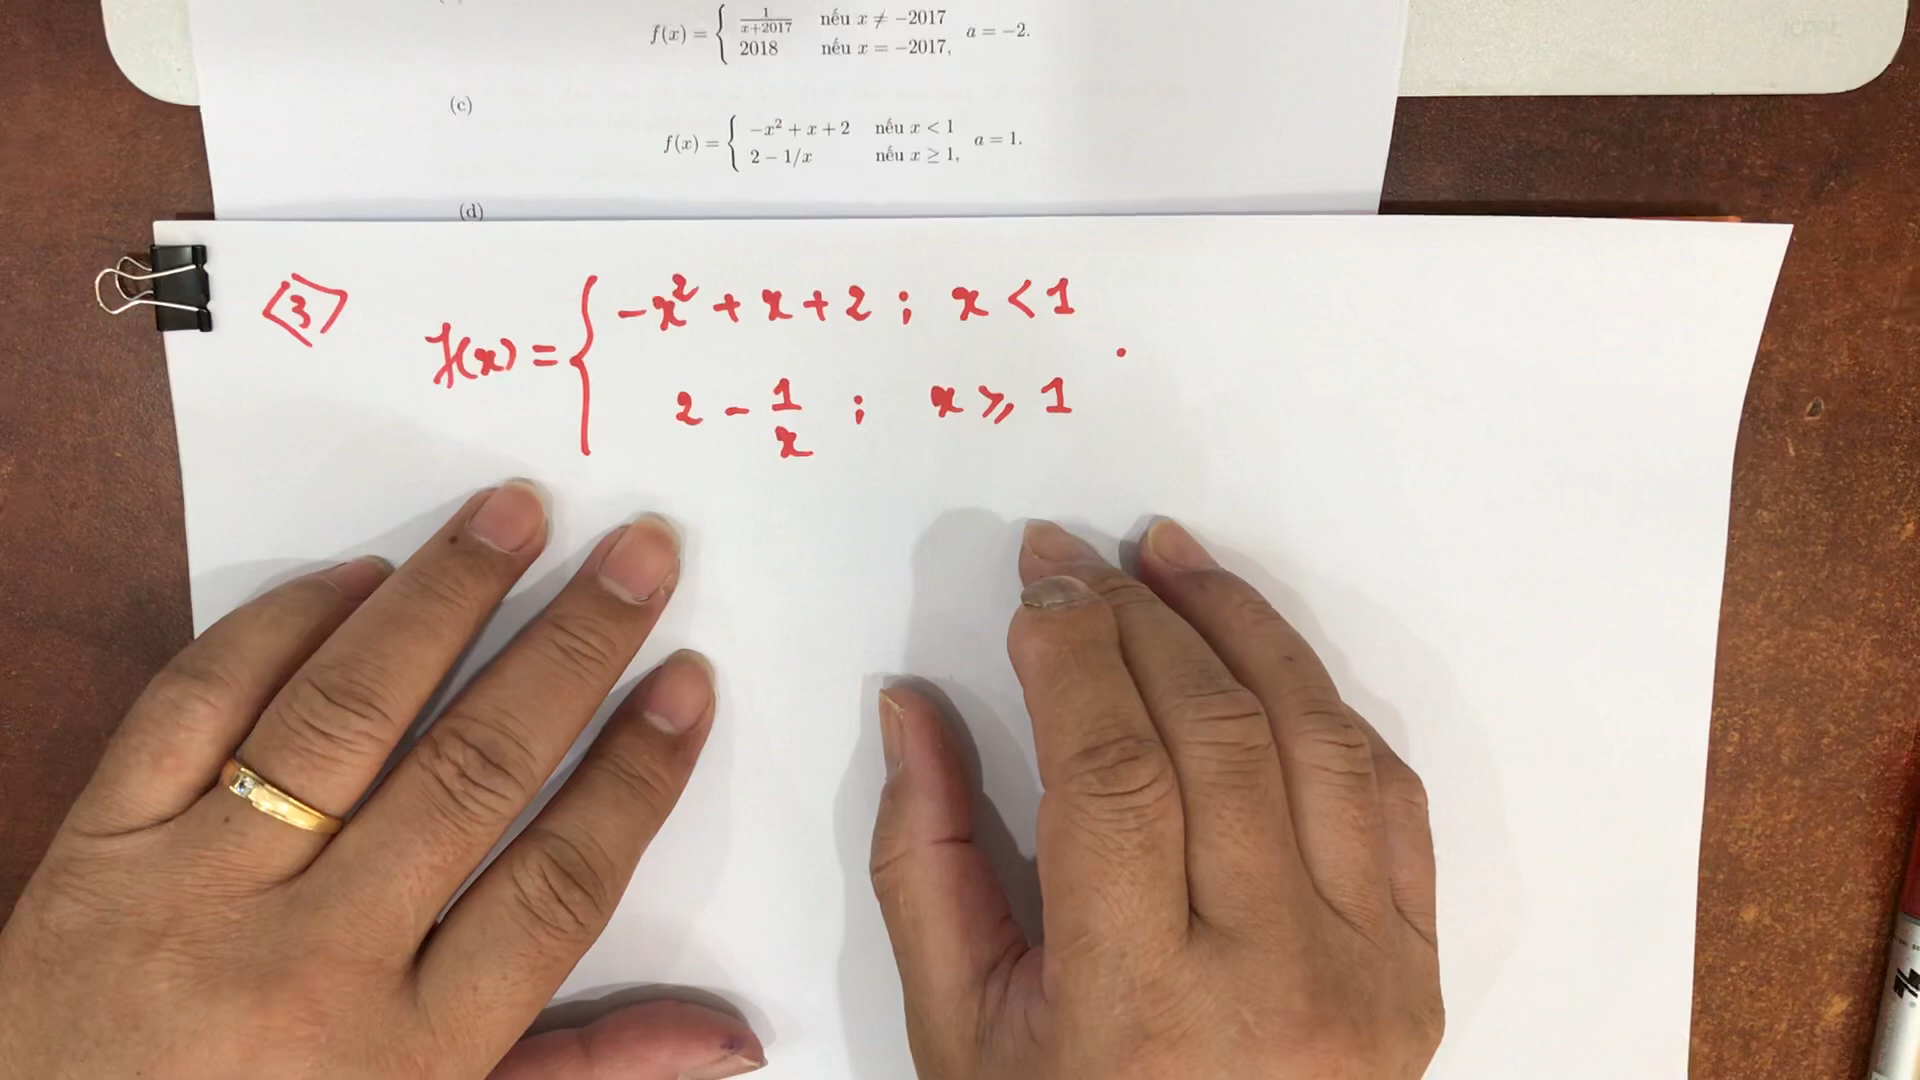 f(x) = { 1/(x+2017) nếu x ≠ −2017
2018 nếu x = −2017, a = −2.
(c)
f(x) = { −x² + x + 2 nếu x < 1
2 − 1/x nếu x ≥ 1, a = 1.
(d)
⟨3⟩
f(x) = { −x² + x + 2 ; x < 1
2 − 1/x ; x ⩾ 1 .